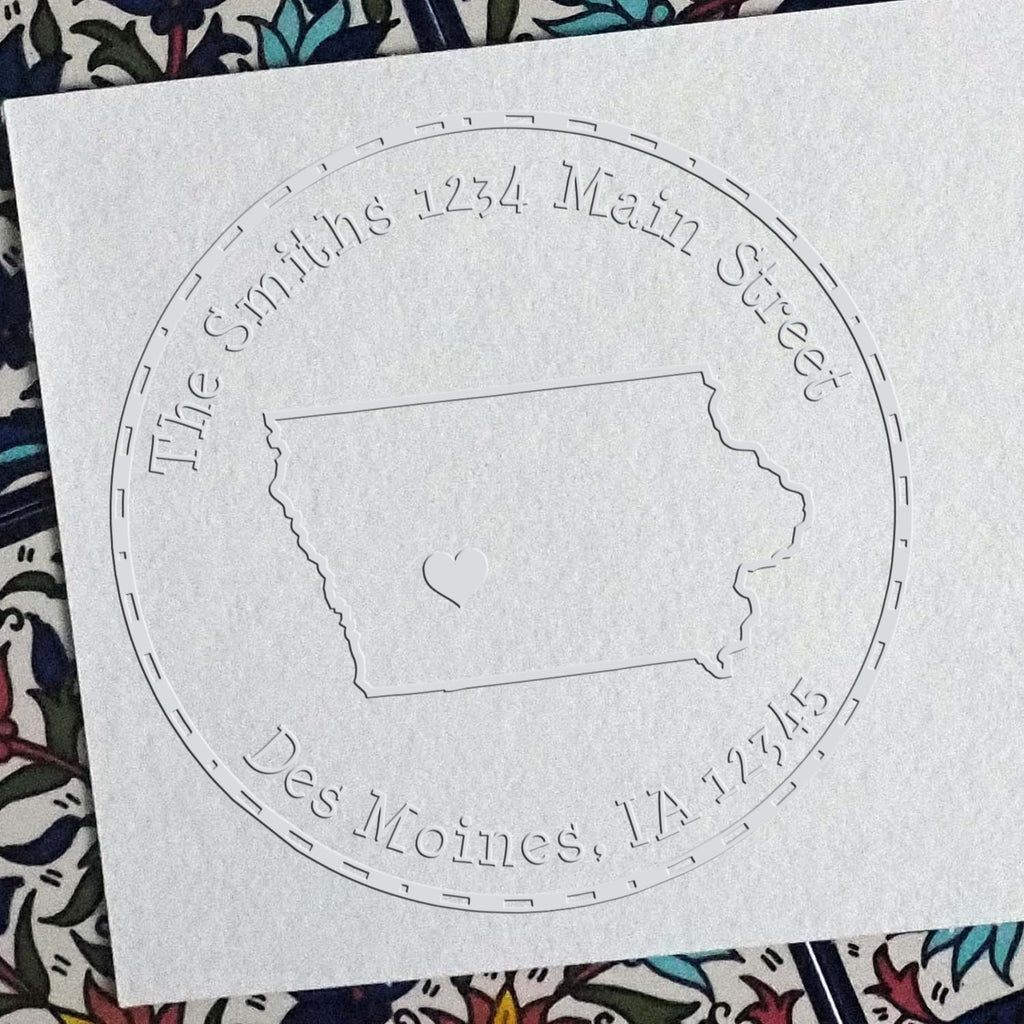 The Smiths 1234 Main Street
Des Moines, IA 12345